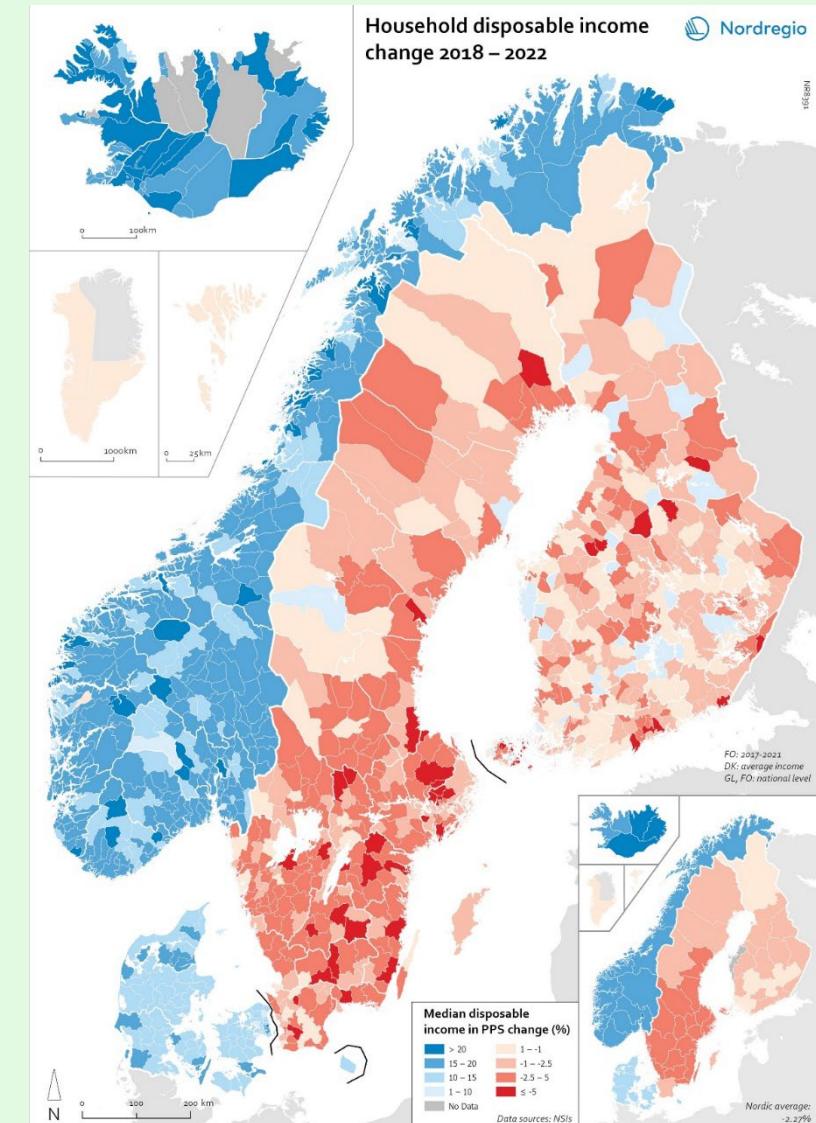 Household disposable income
change 2018 – 2022
Nordregio
NR8391
0 100km
0 1000km
0 25km
FO: 2017-2021
DK: average income
GL, FO: national level
Median disposable
income in PPS change (%)
> 20
15 – 20
10 – 15
1 – 10
No Data
1 – -1
-1 – -2.5
-2.5 – 5
≤ -5
Data sources: NSIs
Nordic average:
-2.27%
N
0 100 200 km